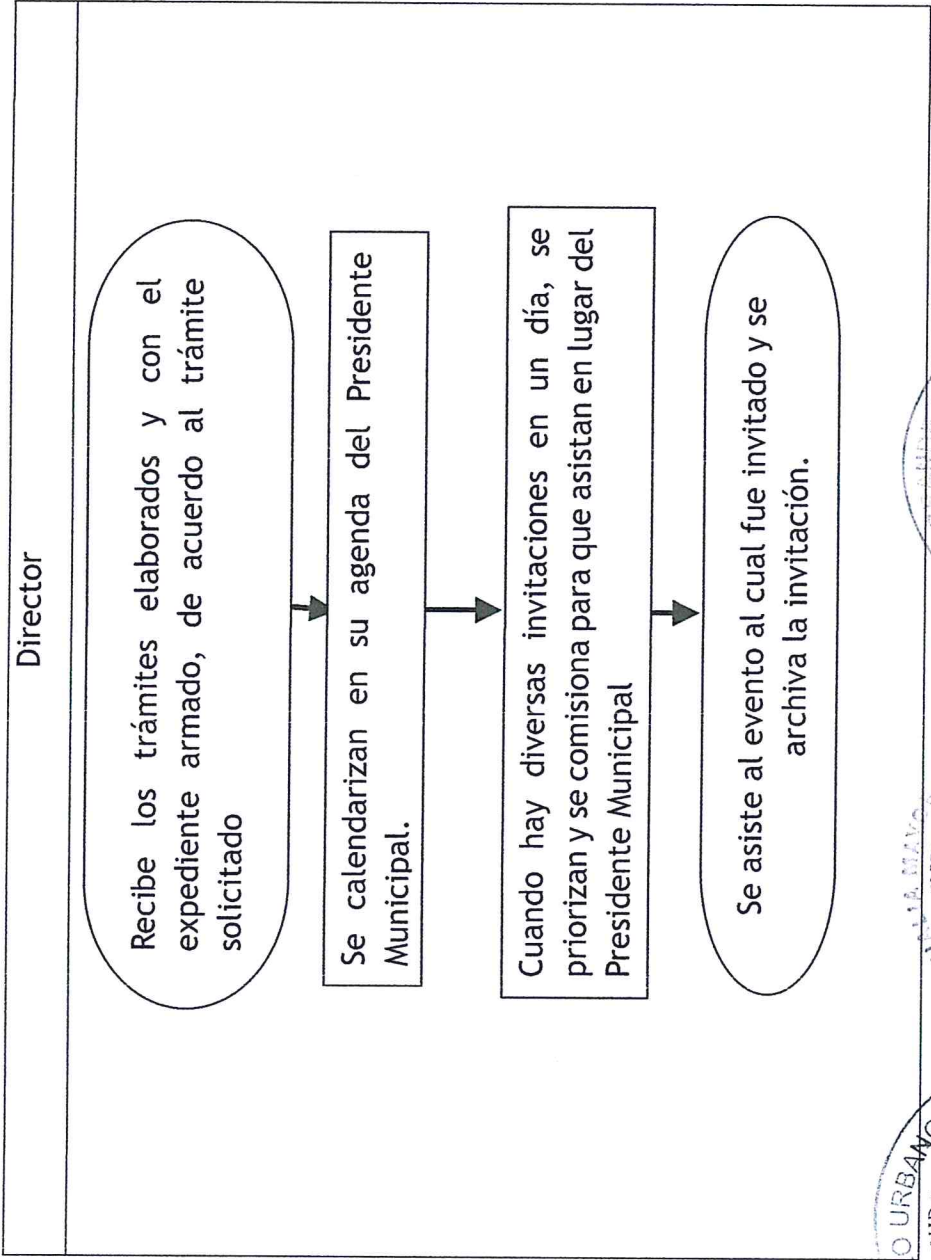 Director
Recibe los trámites elaborados y con el
expediente armado, de acuerdo al trámite
solicitado
Se calendarizan en su agenda del Presidente
Municipal.
Cuando hay diversas invitaciones en un día, se
priorizan y se comisiona para que asistan en lugar del
Presidente Municipal
Se asiste al evento al cual fue invitado y se
archiva la invitación.
O URBANO